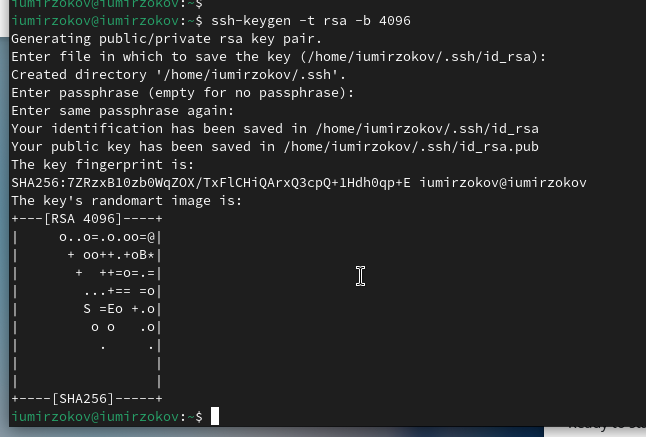 iumirzokov@iumirzokov:~$
iumirzokov@iumirzokov:~$ ssh-keygen -t rsa -b 4096
Generating public/private rsa key pair.
Enter file in which to save the key (/home/iumirzokov/.ssh/id_rsa):
Created directory '/home/iumirzokov/.ssh'.
Enter passphrase (empty for no passphrase):
Enter same passphrase again:
Your identification has been saved in /home/iumirzokov/.ssh/id_rsa
Your public key has been saved in /home/iumirzokov/.ssh/id_rsa.pub
The key fingerprint is:
SHA256:7ZRzxB10zb0WqZOX/TxFlCHiQArxQ3cpQ+1Hdh0qp+E iumirzokov@iumirzokov
The key's randomart image is:
+---[RSA 4096]----+
|     o..o=.o.oo=@|
|      + oo++.+oB*|
|       +  ++=o=.=|
|        ...+== =o|
|        S =Eo +.o|
|         o o   .o|
|          .     .|
|                 |
|                 |
+----[SHA256]-----+
iumirzokov@iumirzokov:~$